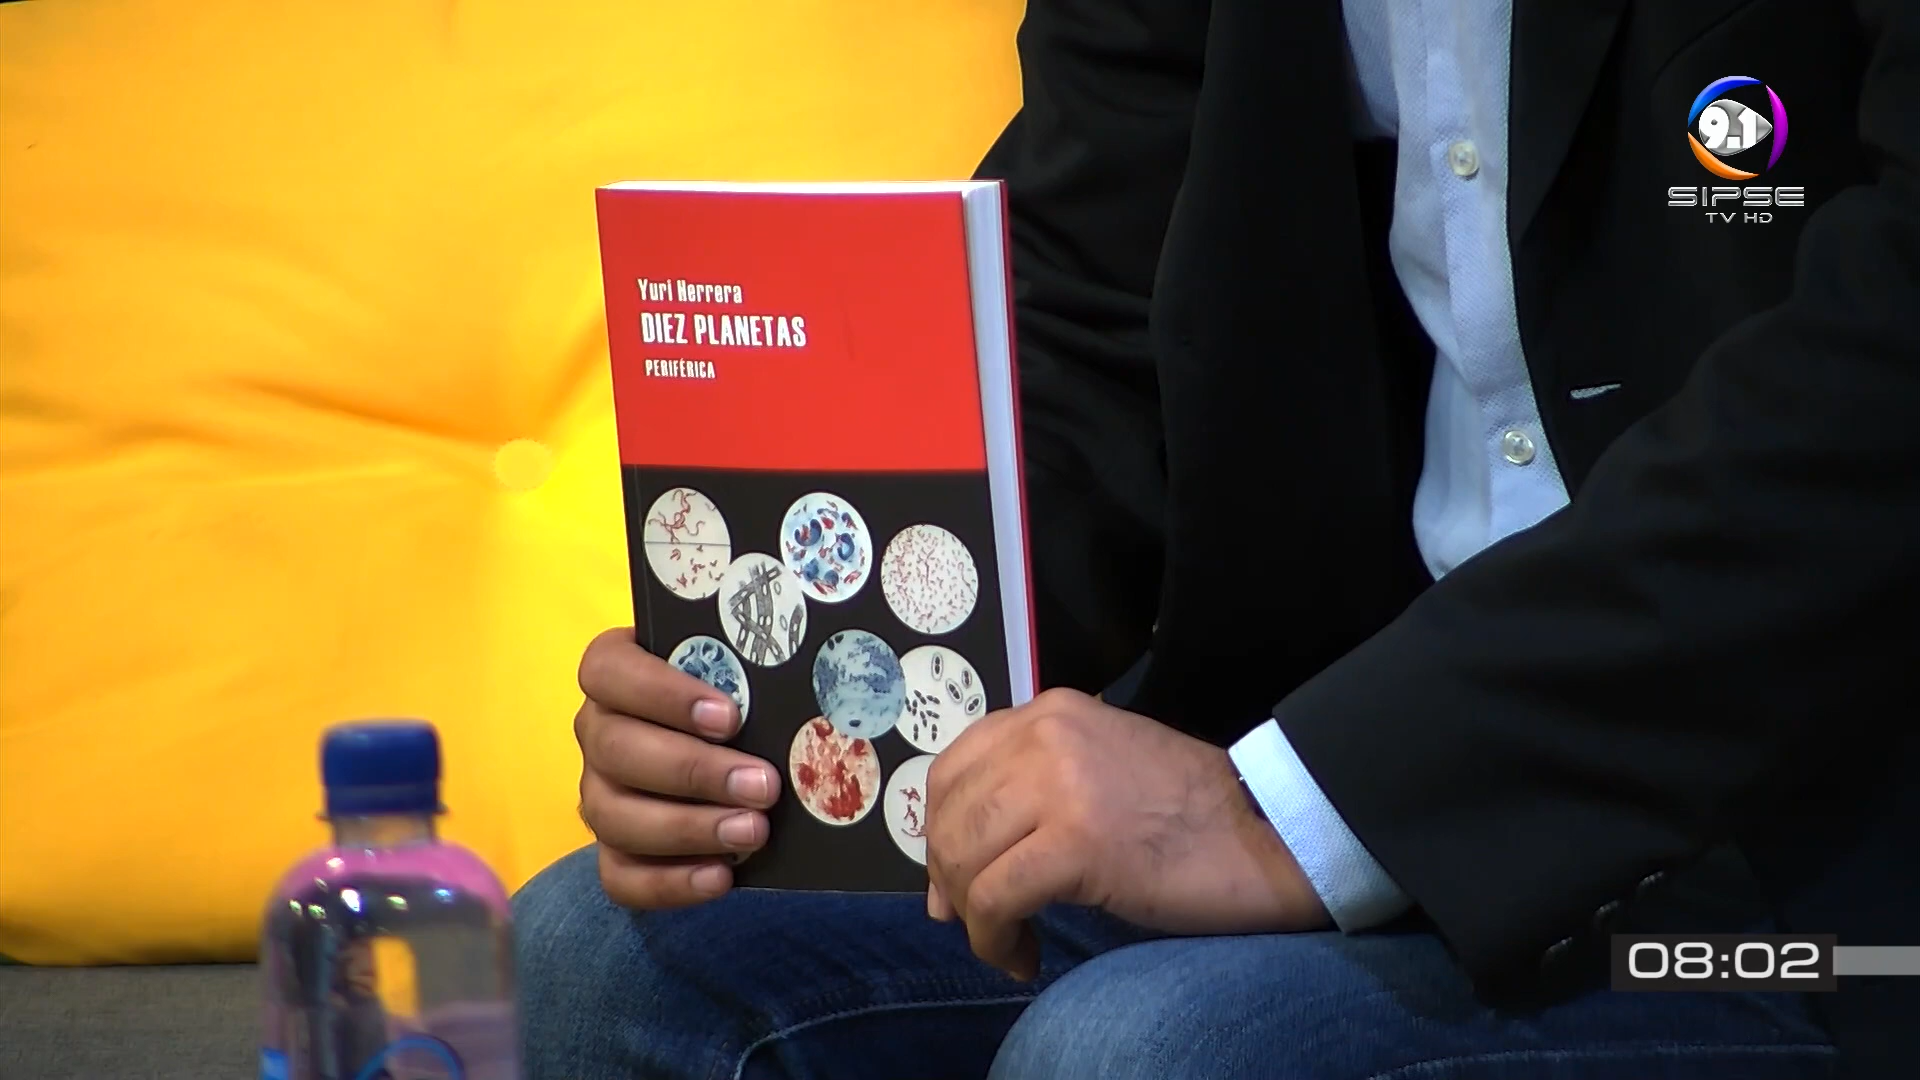 9.1
SIPSE
TV HD
Yuri Herrera
DIEZ PLANETAS
PERIFÉRICA
08:02